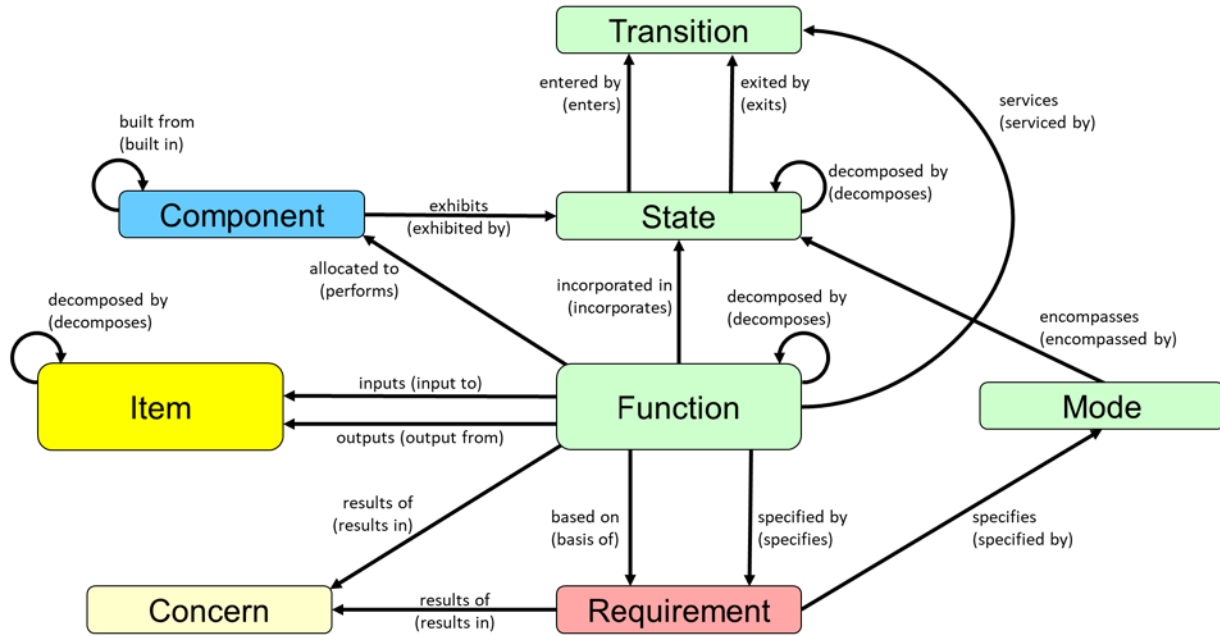 Transition
entered by
(enters)
exited by
(exits)
services
(serviced by)
built from
(built in)
decomposed by
(decomposes)
Component
exhibits
(exhibited by)
State
allocated to
(performs)
incorporated in
(incorporates)
decomposed by
(decomposes)
decomposed by
(decomposes)
encompasses
(encompassed by)
Item
inputs (input to)
outputs (output from)
Function
Mode
results of
(results in)
based on
(basis of)
specified by
(specifies)
specifies
(specified by)
Concern
results of
(results in)
Requirement